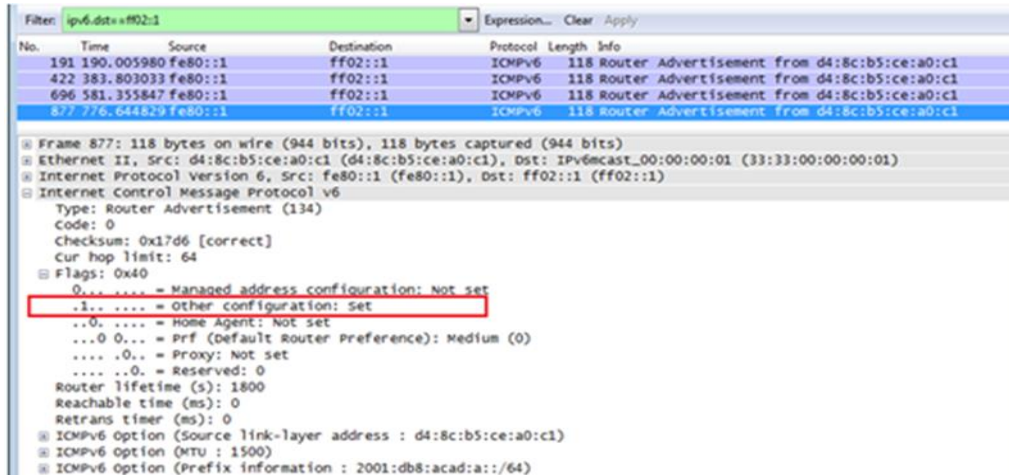 Filter: ipv6.dst==ff02::1 Expression... Clear Apply
No. Time Source Destination Protocol Length Info
191 190.005980 fe80::1 ff02::1 ICMPv6 118 Router Advertisement from d4:8c:b5:ce:a0:c1
422 383.803033 fe80::1 ff02::1 ICMPv6 118 Router Advertisement from d4:8c:b5:ce:a0:c1
696 581.355847 fe80::1 ff02::1 ICMPv6 118 Router Advertisement from d4:8c:b5:ce:a0:c1
877 776.644829 fe80::1 ff02::1 ICMPv6 118 Router Advertisement from d4:8c:b5:ce:a0:c1
Frame 877: 118 bytes on wire (944 bits), 118 bytes captured (944 bits)
Ethernet II, Src: d4:8c:b5:ce:a0:c1 (d4:8c:b5:ce:a0:c1), Dst: IPv6mcast_00:00:00:01 (33:33:00:00:00:01)
Internet Protocol Version 6, Src: fe80::1 (fe80::1), Dst: ff02::1 (ff02::1)
Internet Control Message Protocol v6
Type: Router Advertisement (134)
Code: 0
Checksum: 0x17d6 [correct]
Cur hop limit: 64
Flags: 0x40
0... .... = Managed address configuration: Not set
.1.. .... = Other configuration: Set
..0. .... = Home Agent: Not set
...0 0... = Prf (Default Router Preference): Medium (0)
.... .0.. = Proxy: Not set
.... ..0. = Reserved: 0
Router lifetime (s): 1800
Reachable time (ms): 0
Retrans timer (ms): 0
ICMPv6 Option (Source link-layer address : d4:8c:b5:ce:a0:c1)
ICMPv6 Option (MTU : 1500)
ICMPv6 Option (Prefix information : 2001:db8:acad:a::/64)